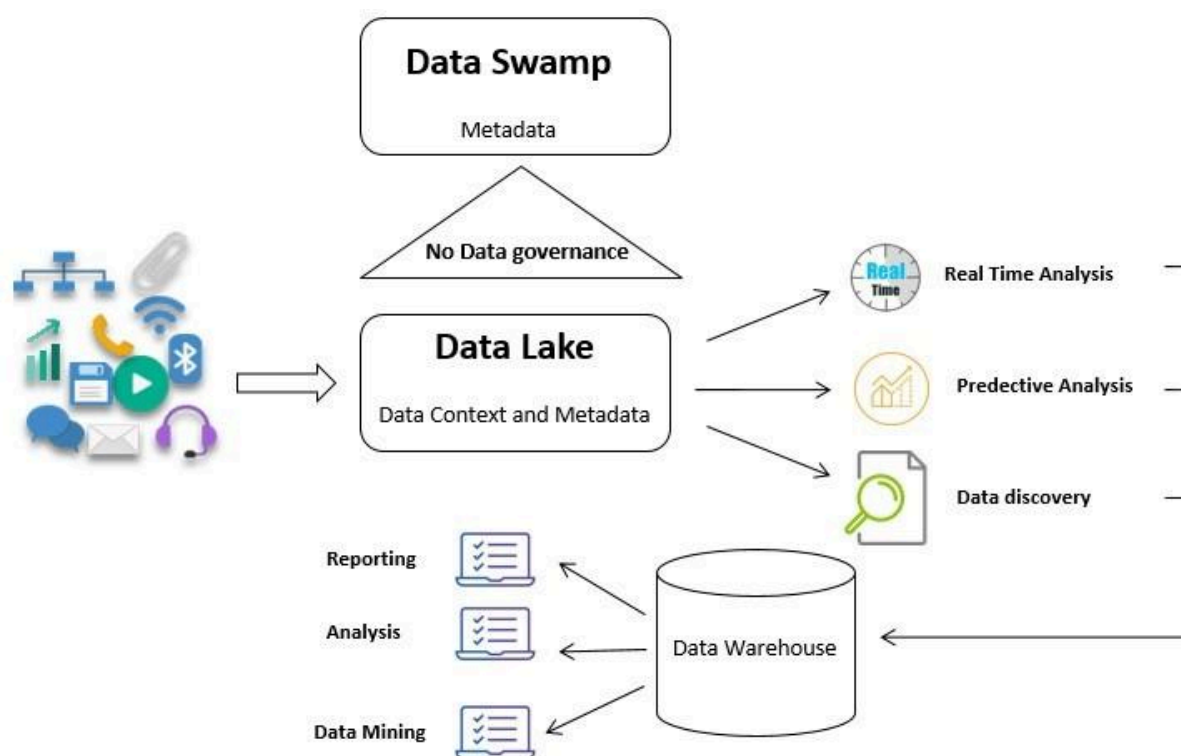 Data Swamp
Metadata
No Data governance
Data Lake
Data Context and Metadata
Real
Time
Real Time Analysis
Predective Analysis
Data discovery
Reporting
Analysis
Data Mining
Data Warehouse